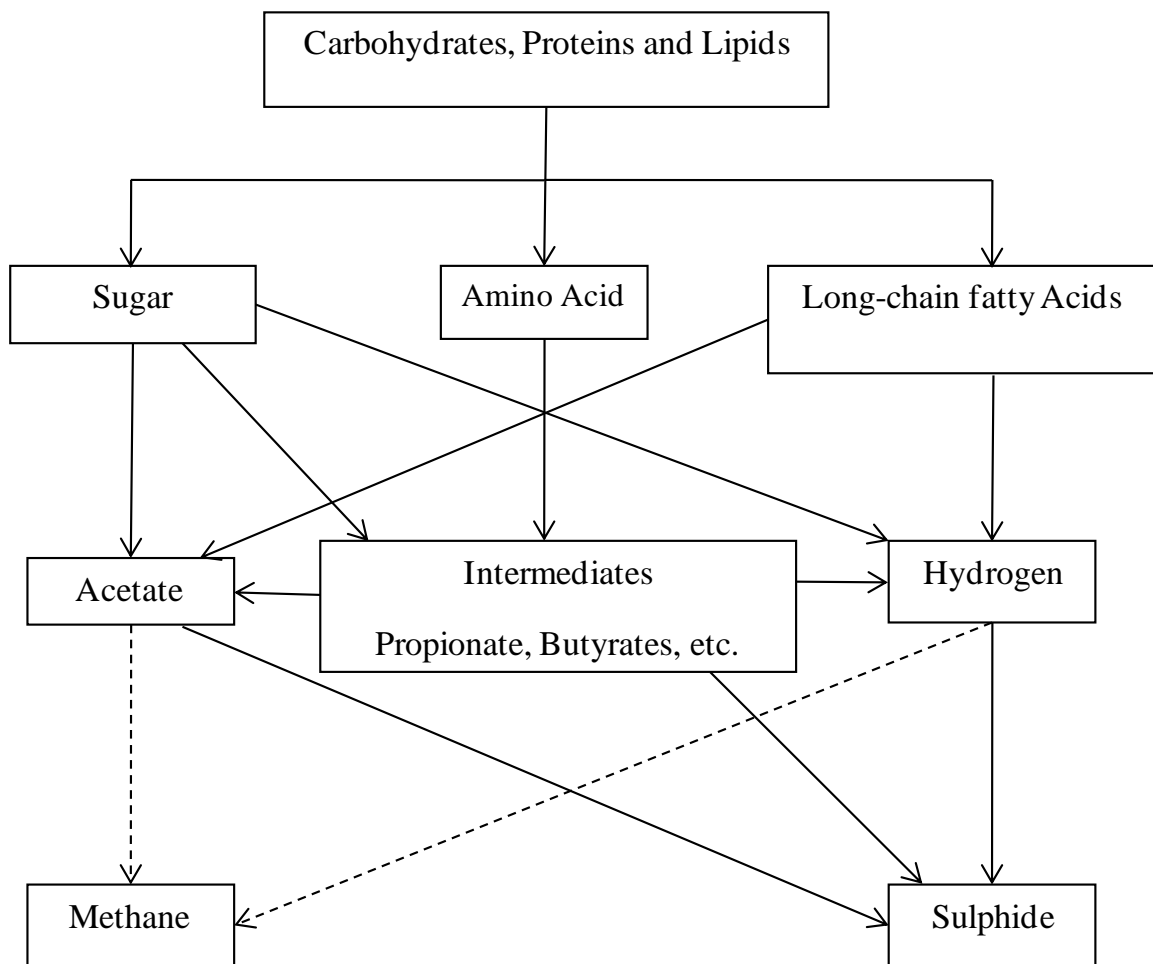 Carbohydrates, Proteins and Lipids
Sugar
Amino Acid
Long-chain fatty Acids
Acetate
Intermediates
Propionate, Butyrates, etc.
Hydrogen
Methane
Sulphide